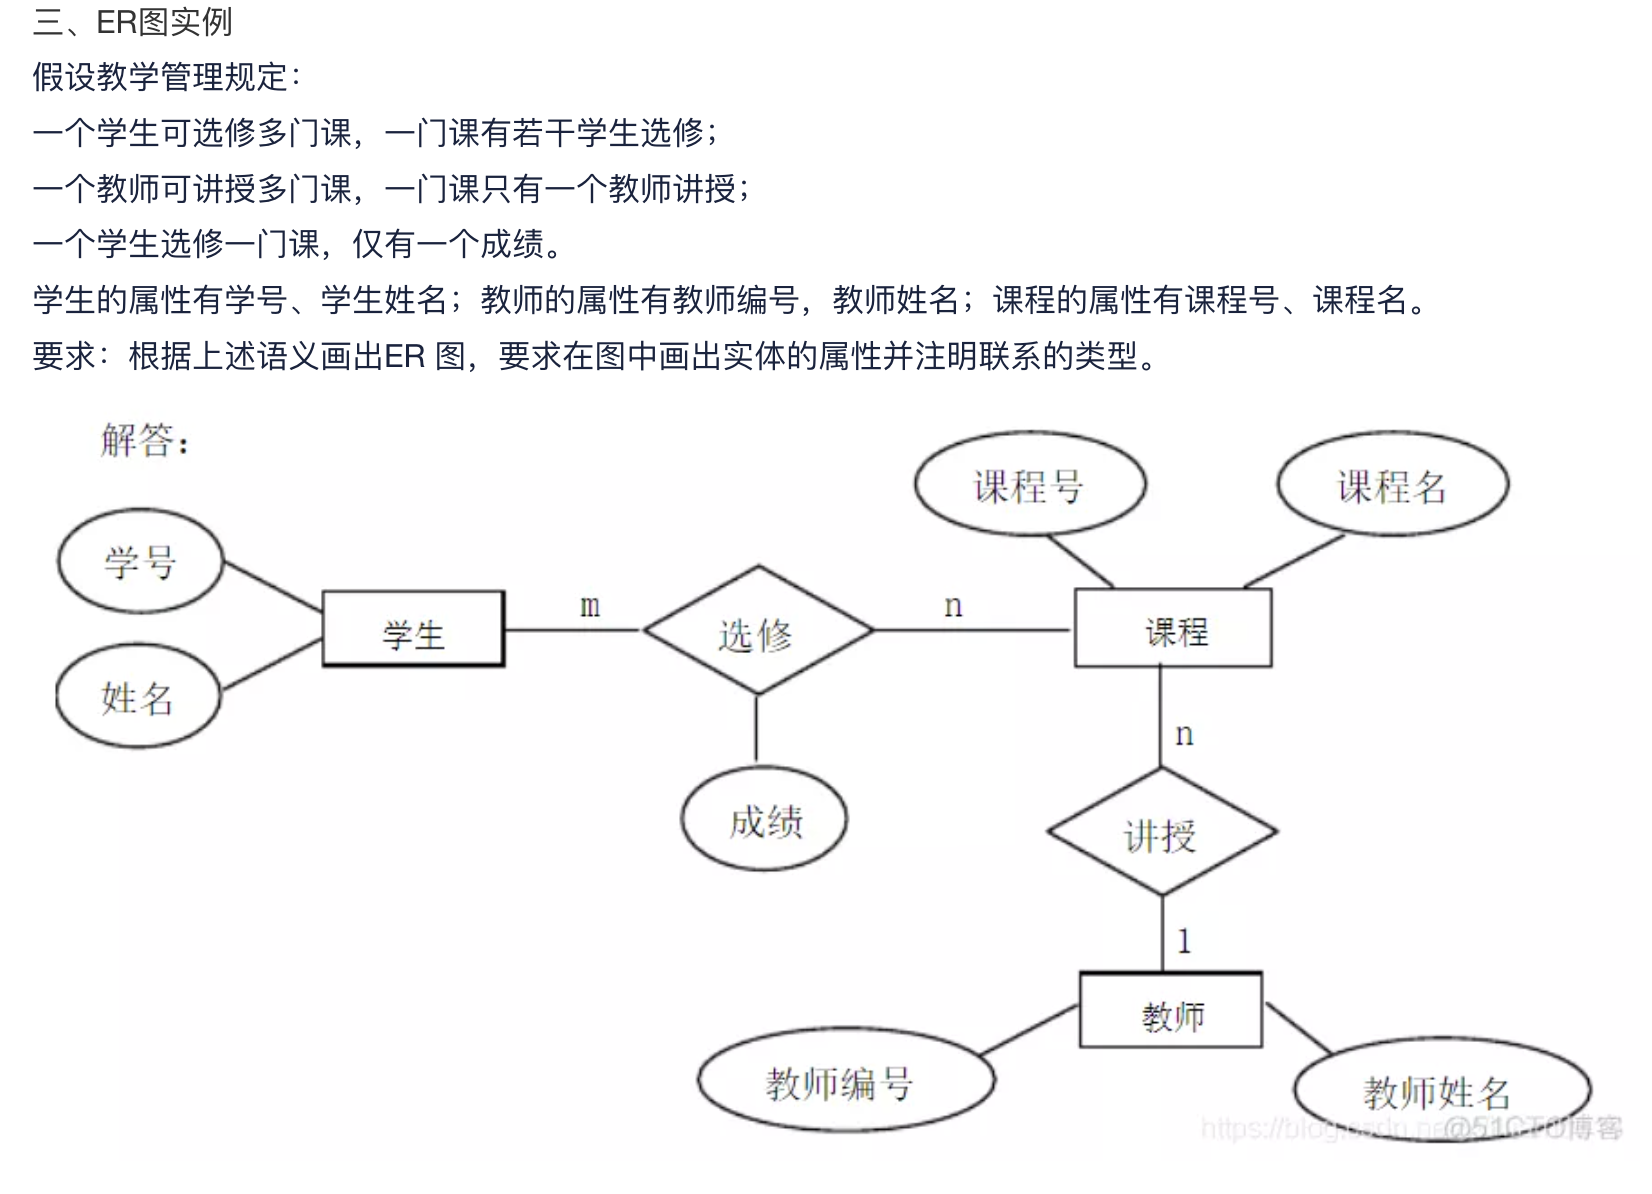 三、ER图实例
假设教学管理规定：
一个学生可选修多门课，一门课有若干学生选修；
一个教师可讲授多门课，一门课只有一个教师讲授；
一个学生选修一门课，仅有一个成绩。
学生的属性有学号、学生姓名；教师的属性有教师编号，教师姓名；课程的属性有课程号、课程名。
要求：根据上述语义画出ER 图，要求在图中画出实体的属性并注明联系的类型。
解答：
课程号
课程名
学号
学生
m
选修
n
课程
姓名
成绩
n
讲授
1
教师
教师编号
教师姓名
https://blog.csdn.ne
@51CTO博客